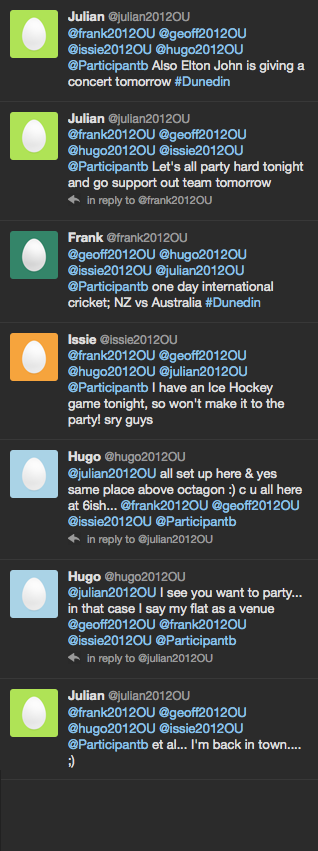 Julian @julian2012OU
@frank2012OU @geoff2012OU
@issie2012OU @hugo2012OU
@Participantb Also Elton John is giving a
concert tomorrow #Dunedin
Julian @julian2012OU
@frank2012OU @geoff2012OU
@hugo2012OU @issie2012OU
@Participantb Let's all party hard tonight
and go support out team tomorrow
in reply to @frank2012OU
Frank @frank2012OU
@geoff2012OU @hugo2012OU
@issie2012OU @julian2012OU
@Participantb one day international
cricket; NZ vs Australia #Dunedin
Issie @issie2012OU
@frank2012OU @geoff2012OU
@hugo2012OU @julian2012OU
@Participantb I have an Ice Hockey
game tonight, so won't make it to the
party! sry guys
Hugo @hugo2012OU
@julian2012OU all set up here & yes
same place above octagon :) c u all here
at 6ish... @frank2012OU @geoff2012OU
@issie2012OU @Participantb
in reply to @julian2012OU
Hugo @hugo2012OU
@julian2012OU I see you want to party...
in that case I say my flat as a venue
@geoff2012OU @frank2012OU
@issie2012OU @Participantb
in reply to @julian2012OU
Julian @julian2012OU
@frank2012OU @geoff2012OU
@hugo2012OU @issie2012OU
@Participantb et al... I'm back in town....
;)